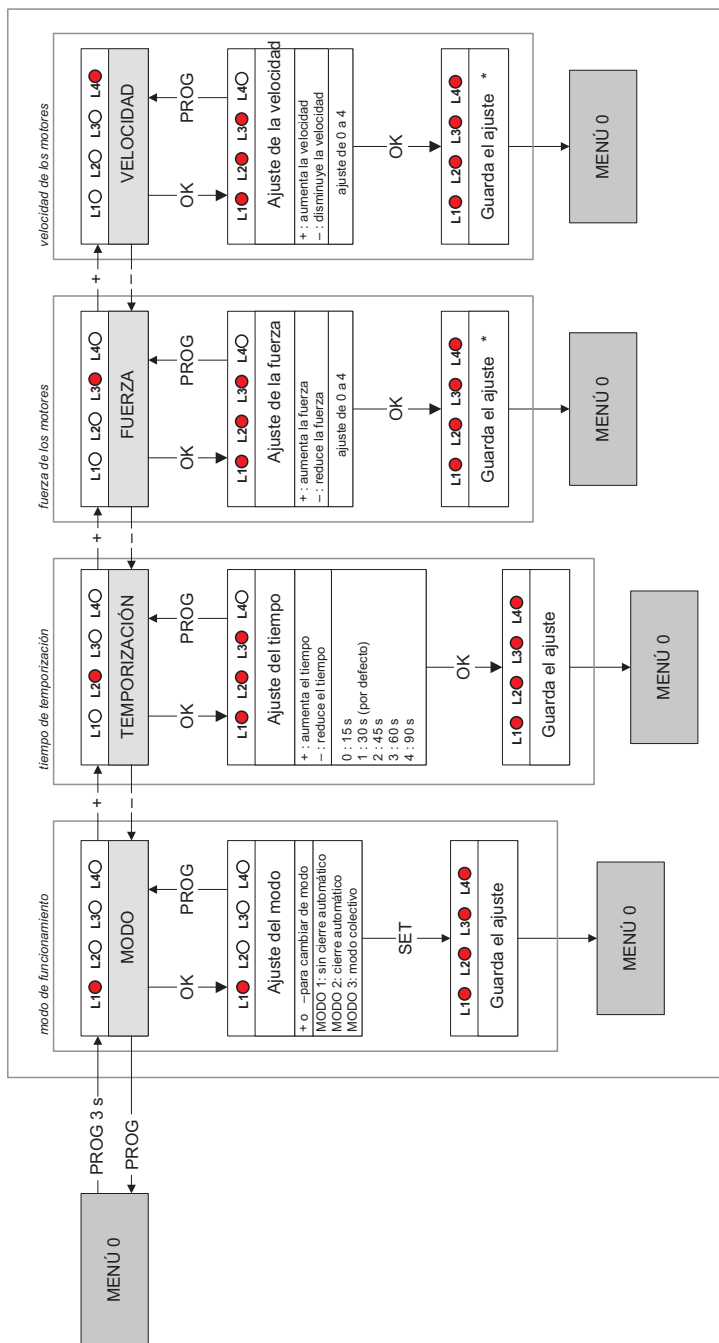 MENÚ 0
PROG 3 s
PROG
modo de funcionamiento
L1 L2 L3 L4
MODO
OK
PROG
L1 L2 L3 L4
Ajuste del modo
+ o –para cambiar de modo
MODO 1: sin cierre automático
MODO 2: cierre automático
MODO 3: modo colectivo
SET
L1 L2 L3 L4
Guarda el ajuste
MENÚ 0
+
–
tiempo de temporización
L1 L2 L3 L4
TEMPORIZACIÓN
OK
PROG
L1 L2 L3 L4
Ajuste del tiempo
+ : aumenta el tiempo
– : reduce el tiempo
0 : 15 s
1 : 30 s (por defecto)
2 : 45 s
3 : 60 s
4 : 90 s
OK
L1 L2 L3 L4
Guarda el ajuste
MENÚ 0
+
–
fuerza de los motores
L1 L2 L3 L4
FUERZA
OK
PROG
L1 L2 L3 L4
Ajuste de la fuerza
+ : aumenta la fuerza
– : reduce la fuerza
ajuste de 0 a 4
OK
L1 L2 L3 L4
Guarda el ajuste *
MENÚ 0
+
–
velocidad de los motores
L1 L2 L3 L4
VELOCIDAD
OK
PROG
L1 L2 L3 L4
Ajuste de la velocidad
+ : aumenta la velocidad
– : disminuye la velocidad
ajuste de 0 a 4
OK
L1 L2 L3 L4
Guarda el ajuste *
MENÚ 0